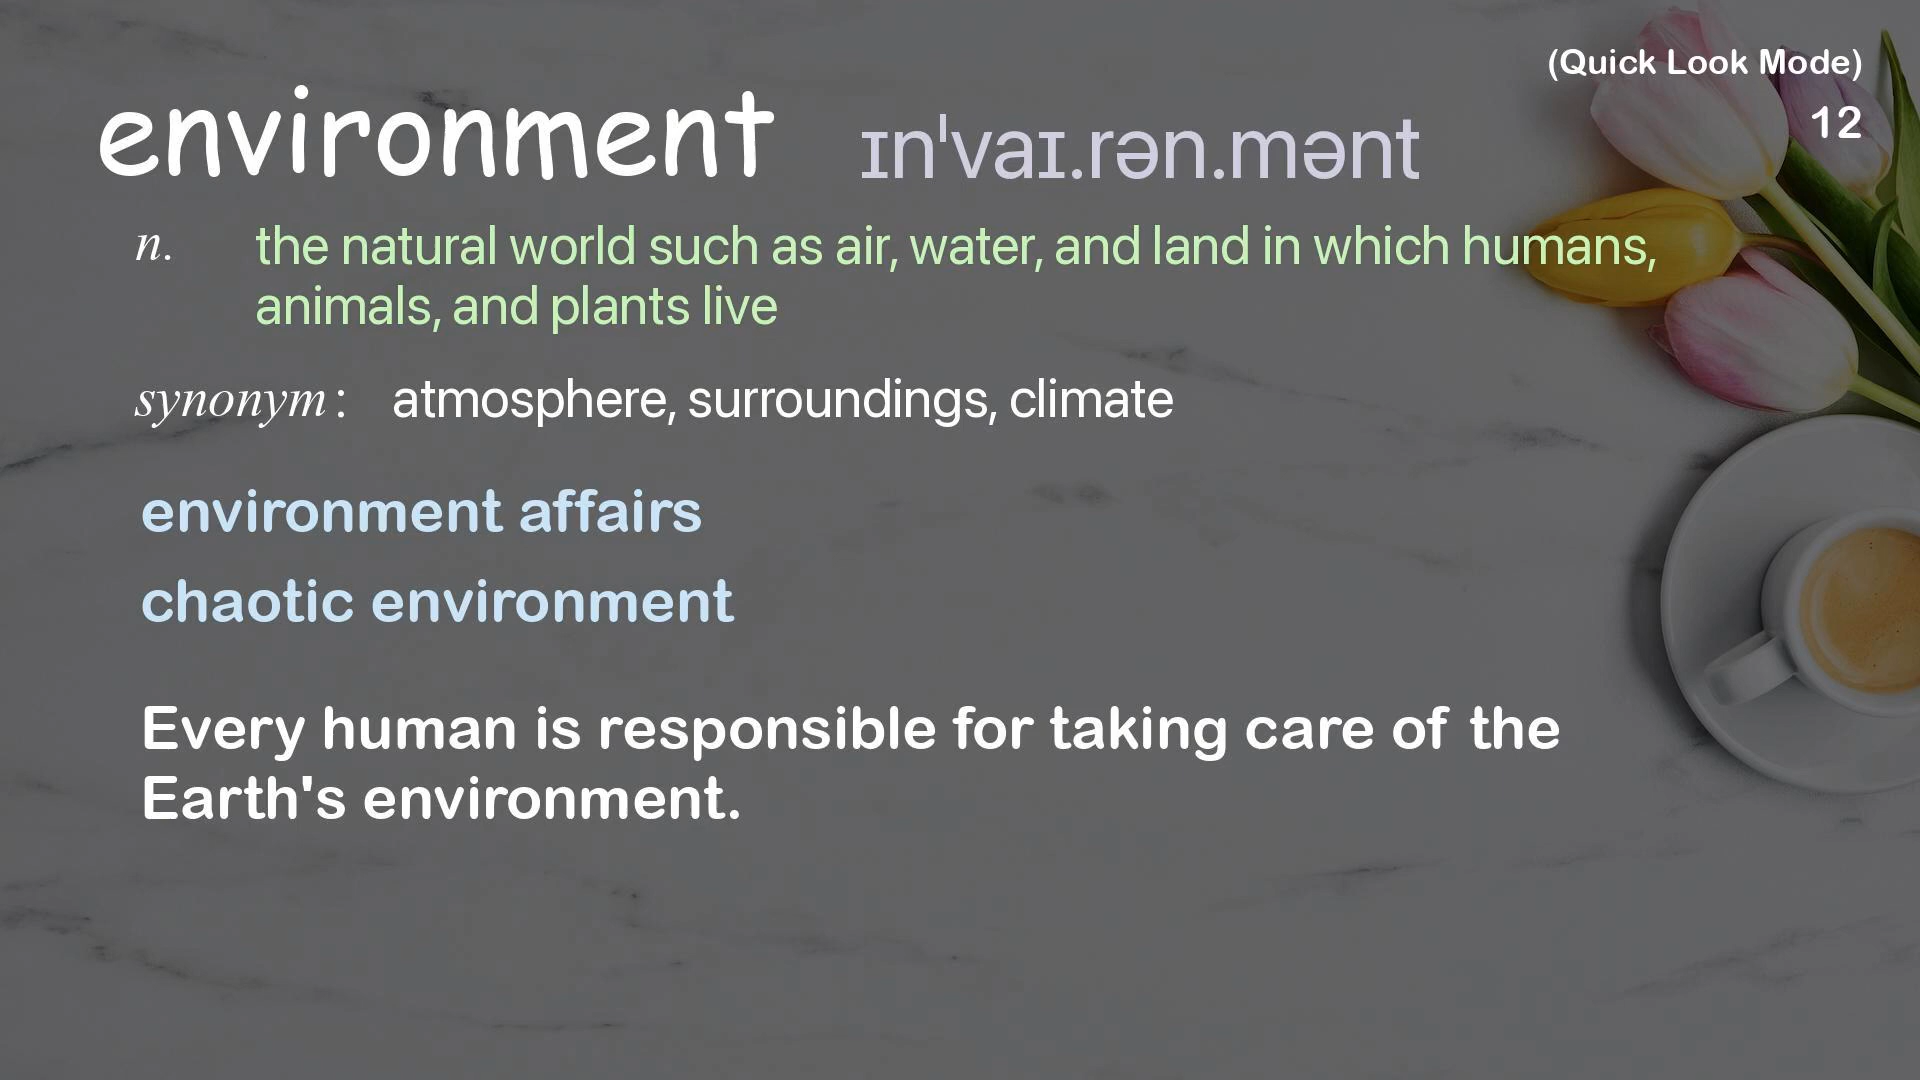 (Quick Look Mode)
12
environment ɪnˈvaɪ.rən.mənt
n. the natural world such as air, water, and land in which humans,
animals, and plants live
synonym : atmosphere, surroundings, climate
environment affairs
chaotic environment
Every human is responsible for taking care of the
Earth's environment.